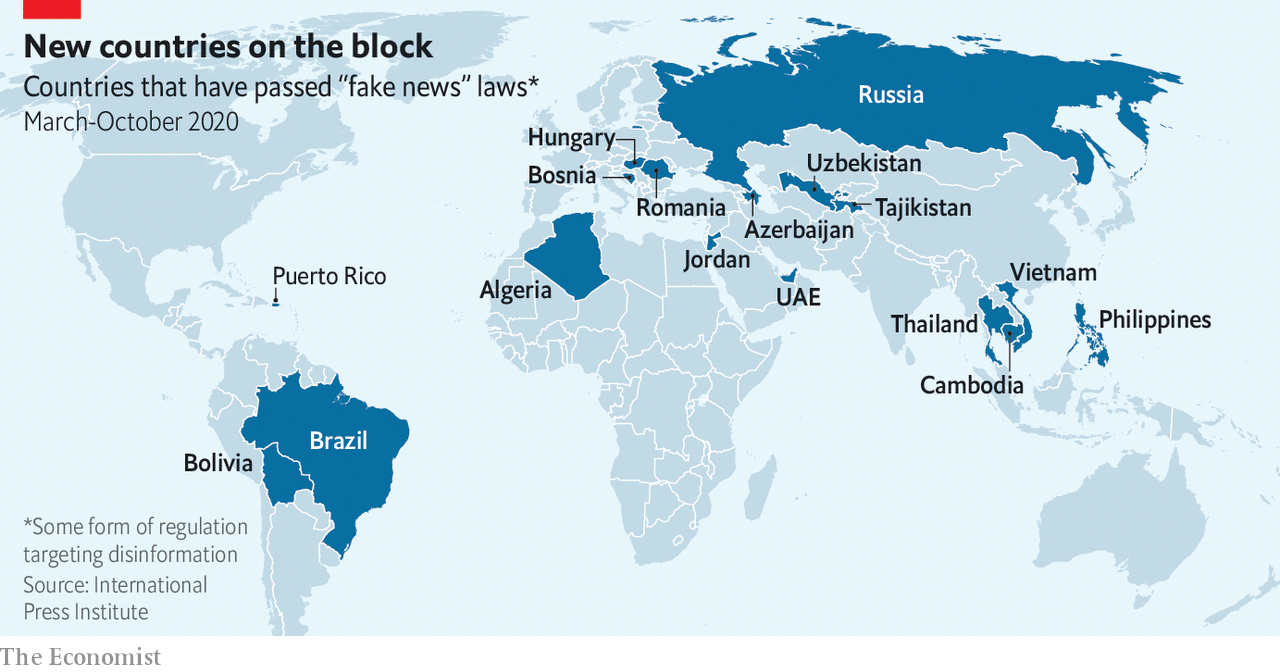 New countries on the block
Countries that have passed “fake news” laws*
March-October 2020
Russia
Hungary
Uzbekistan
Bosnia
Romania
Tajikistan
Azerbaijan
Jordan
Puerto Rico
Vietnam
Algeria
UAE
Thailand
Philippines
Cambodia
Brazil
Bolivia
*Some form of regulation
targeting disinformation
Source: International
Press Institute
The Economist